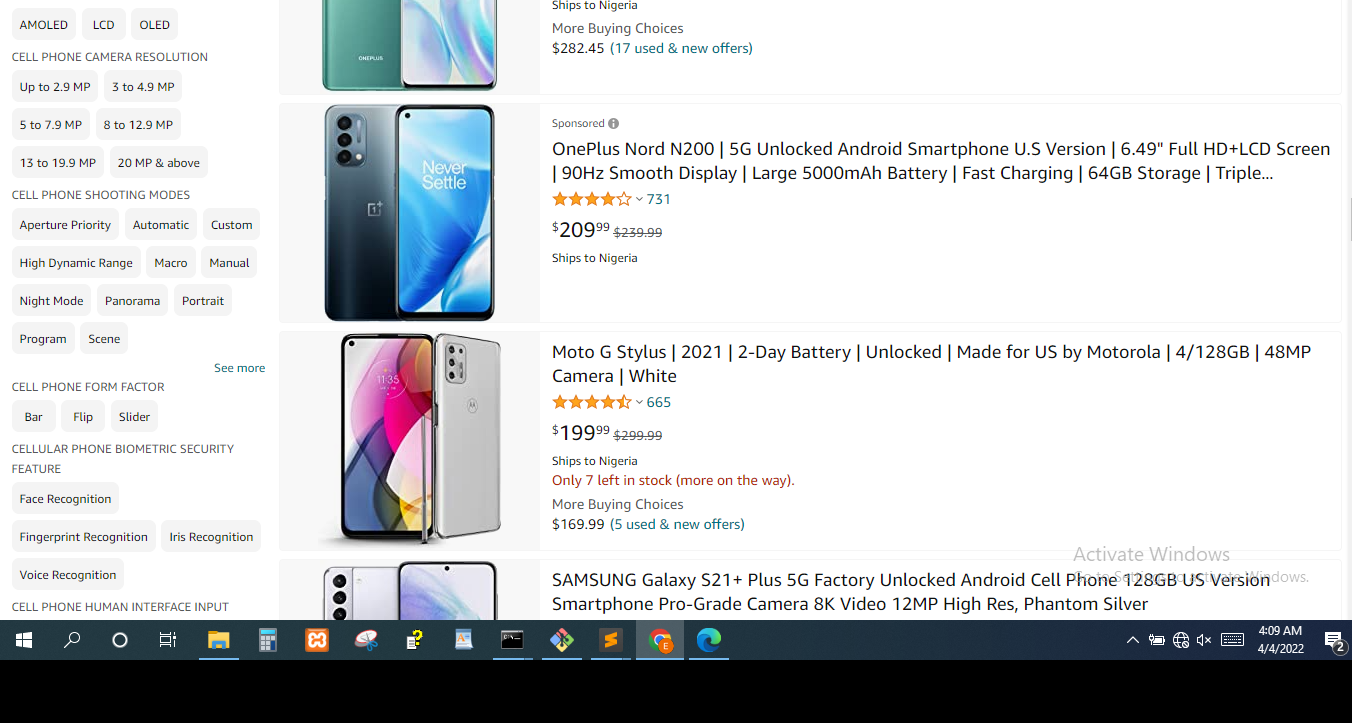 AMOLED LCD OLED
CELL PHONE CAMERA RESOLUTION
Up to 2.9 MP 3 to 4.9 MP
5 to 7.9 MP 8 to 12.9 MP
13 to 19.9 MP 20 MP & above
CELL PHONE SHOOTING MODES
Aperture Priority Automatic Custom
High Dynamic Range Macro Manual
Night Mode Panorama Portrait
Program Scene
See more
CELL PHONE FORM FACTOR
Bar Flip Slider
CELLULAR PHONE BIOMETRIC SECURITY
FEATURE
Face Recognition
Fingerprint Recognition Iris Recognition
Voice Recognition
CELL PHONE HUMAN INTERFACE INPUT
ONEPLUS
Ships to Nigeria
More Buying Choices
$282.45 (17 used & new offers)
Never
Settle
Sponsored
OnePlus Nord N200 | 5G Unlocked Android Smartphone U.S Version | 6.49" Full HD+LCD Screen
| 90Hz Smooth Display | Large 5000mAh Battery | Fast Charging | 64GB Storage | Triple...
731
$209.99 $239.99
Ships to Nigeria
11:35
Moto G Stylus | 2021 | 2-Day Battery | Unlocked | Made for US by Motorola | 4/128GB | 48MP
Camera | White
665
$199.99 $299.99
Ships to Nigeria
Only 7 left in stock (more on the way).
More Buying Choices
$169.99 (5 used & new offers)
Activate Windows
Go to Settings to activate Windows.
SAMSUNG Galaxy S21+ Plus 5G Factory Unlocked Android Cell Phone 128GB US Version
Smartphone Pro-Grade Camera 8K Video 12MP High Res, Phantom Silver
4:09 AM
4/4/2022
2